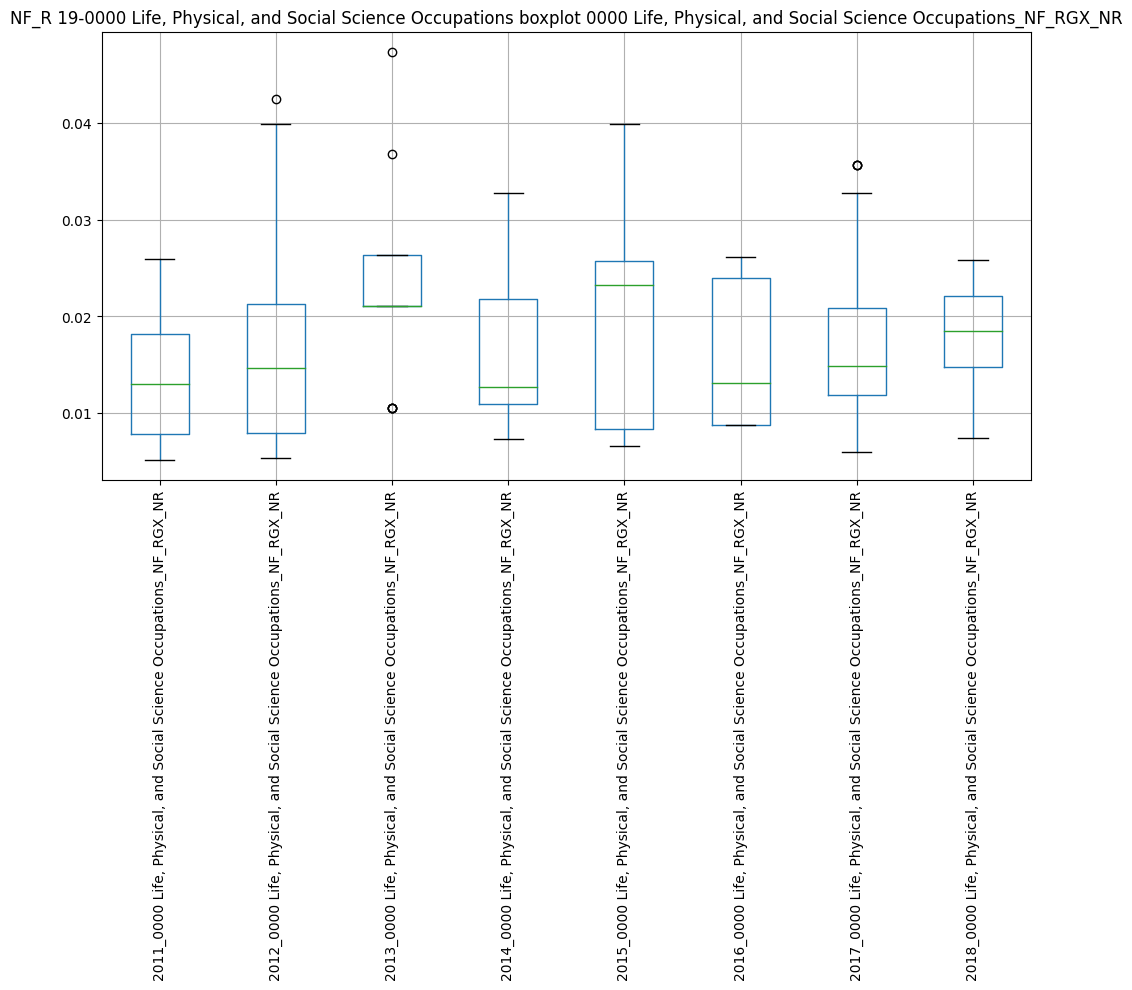 NF_R 19-0000 Life, Physical, and Social Science Occupations boxplot 0000 Life, Physical, and Social Science Occupations_NF_RGX_NR
0.04
0.03
0.02
0.01
2011_0000 Life, Physical, and Social Science Occupations_NF_RGX_NR
2012_0000 Life, Physical, and Social Science Occupations_NF_RGX_NR
2013_0000 Life, Physical, and Social Science Occupations_NF_RGX_NR
2014_0000 Life, Physical, and Social Science Occupations_NF_RGX_NR
2015_0000 Life, Physical, and Social Science Occupations_NF_RGX_NR
2016_0000 Life, Physical, and Social Science Occupations_NF_RGX_NR
2017_0000 Life, Physical, and Social Science Occupations_NF_RGX_NR
2018_0000 Life, Physical, and Social Science Occupations_NF_RGX_NR